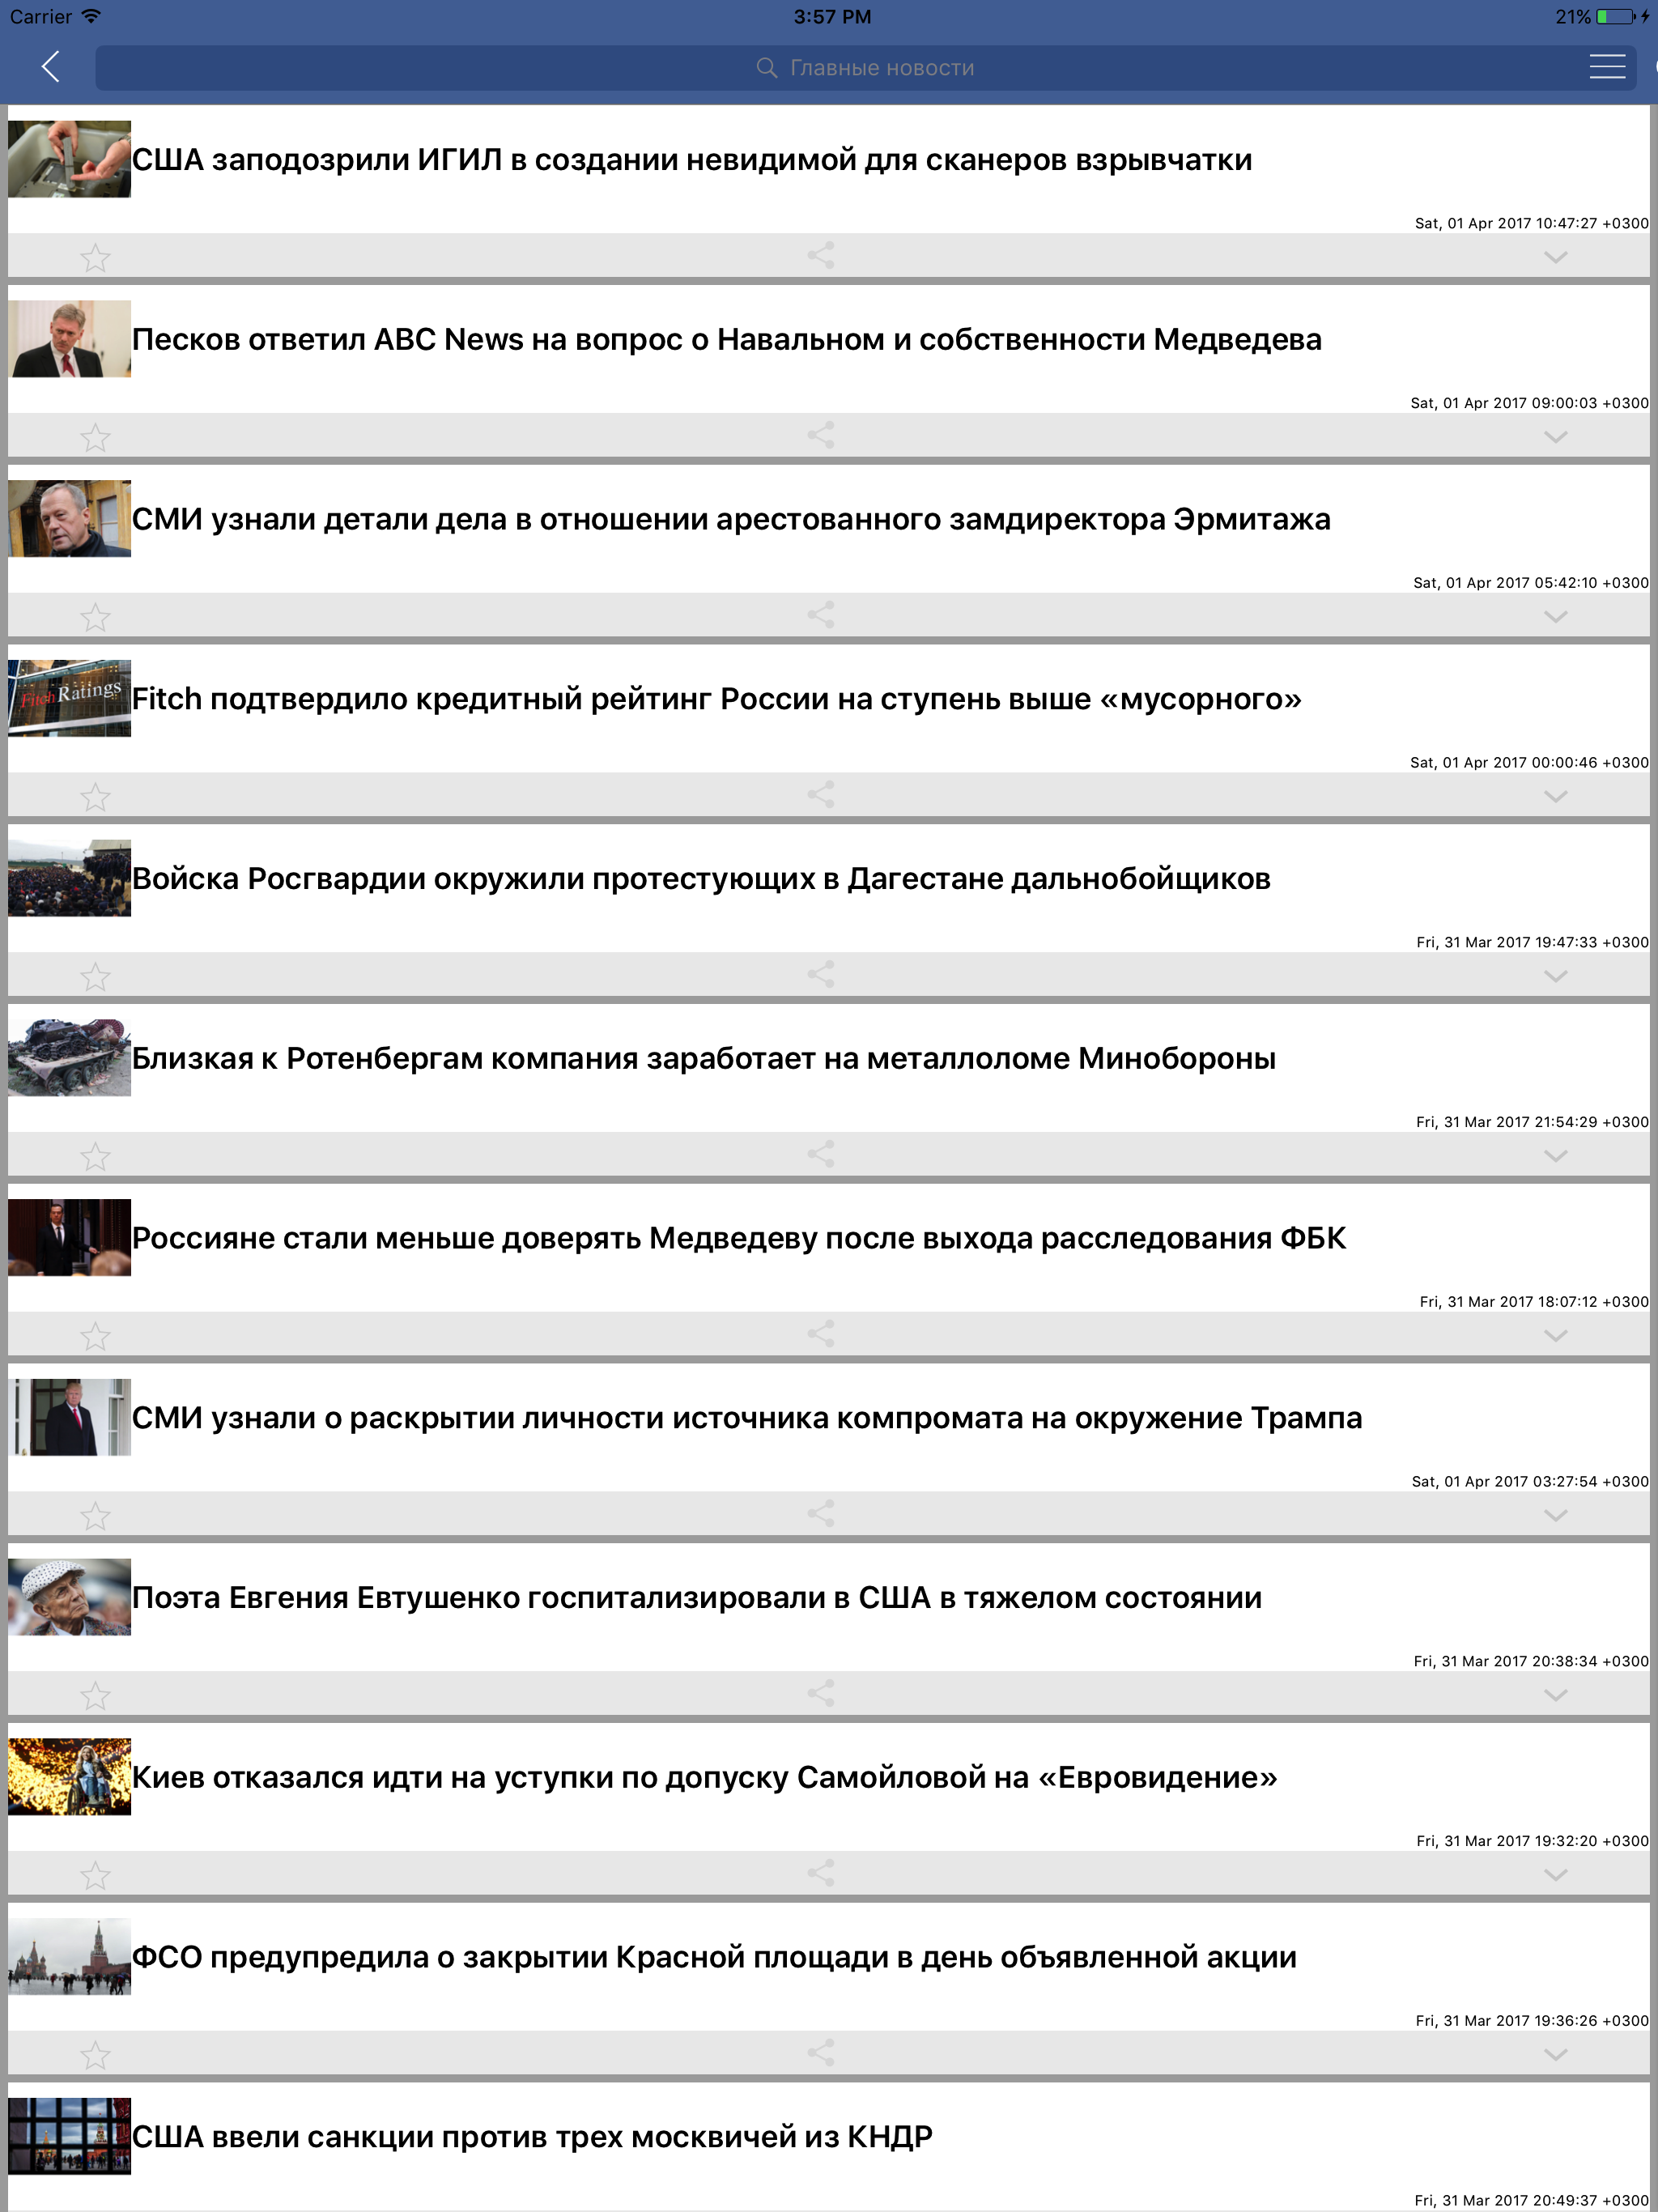 Carrier 3:57 PM 21%
Главные новости
США заподозрили ИГИЛ в создании невидимой для сканеров взрывчатки
Sat, 01 Apr 2017 10:47:27 +0300
Песков ответил ABC News на вопрос о Навальном и собственности Медведева
Sat, 01 Apr 2017 09:00:03 +0300
СМИ узнали детали дела в отношении арестованного замдиректора Эрмитажа
Sat, 01 Apr 2017 05:42:10 +0300
FitchRatings
Fitch подтвердило кредитный рейтинг России на ступень выше «мусорного»
Sat, 01 Apr 2017 00:00:46 +0300
Войска Росгвардии окружили протестующих в Дагестане дальнобойщиков
Fri, 31 Mar 2017 19:47:33 +0300
Близкая к Ротенбергам компания заработает на металлоломе Минобороны
Fri, 31 Mar 2017 21:54:29 +0300
Россияне стали меньше доверять Медведеву после выхода расследования ФБК
Fri, 31 Mar 2017 18:07:12 +0300
СМИ узнали о раскрытии личности источника компромата на окружение Трампа
Sat, 01 Apr 2017 03:27:54 +0300
Поэта Евгения Евтушенко госпитализировали в США в тяжелом состоянии
Fri, 31 Mar 2017 20:38:34 +0300
Киев отказался идти на уступки по допуску Самойловой на «Евровидение»
Fri, 31 Mar 2017 19:32:20 +0300
ФСО предупредила о закрытии Красной площади в день объявленной акции
Fri, 31 Mar 2017 19:36:26 +0300
США ввели санкции против трех москвичей из КНДР
Fri, 31 Mar 2017 20:49:37 +0300